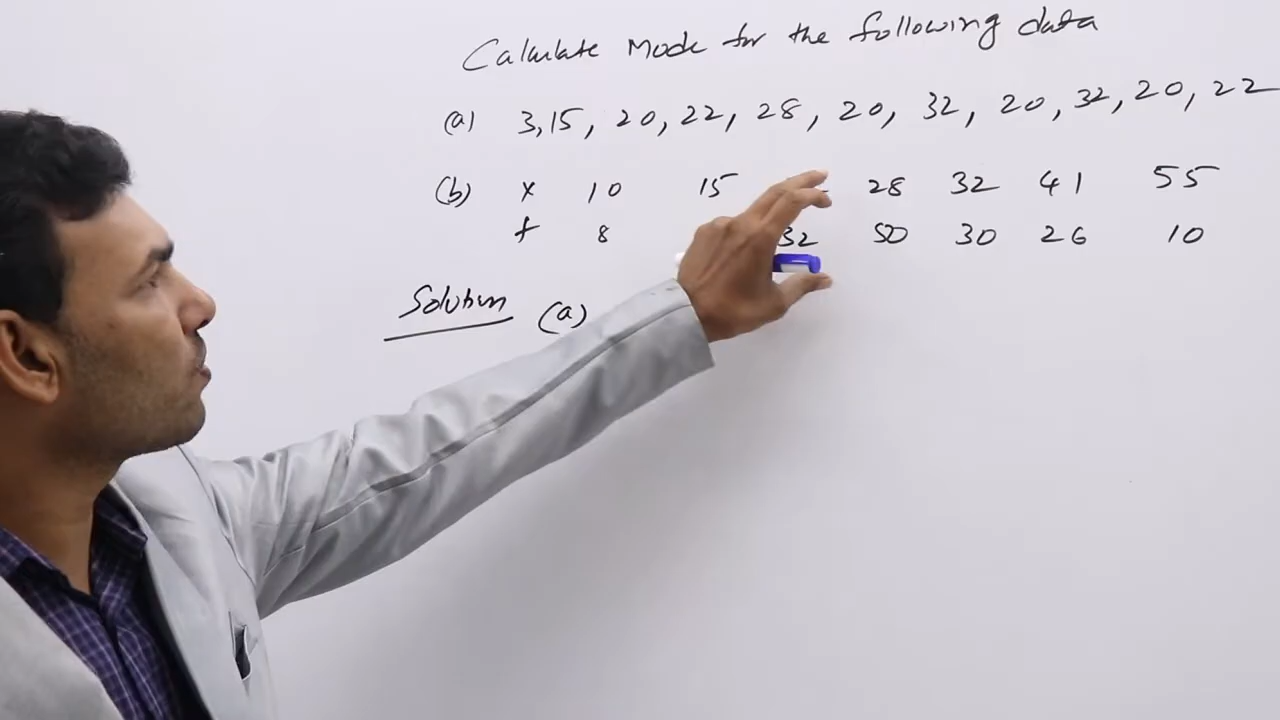 Calculate Mode for the following data
(a) 3, 15, 20, 22, 28, 20, 32, 20, 32, 20, 22
(b) x 10 15 28 32 41 55
f 8 32 50 30 26 10
Solution (a)